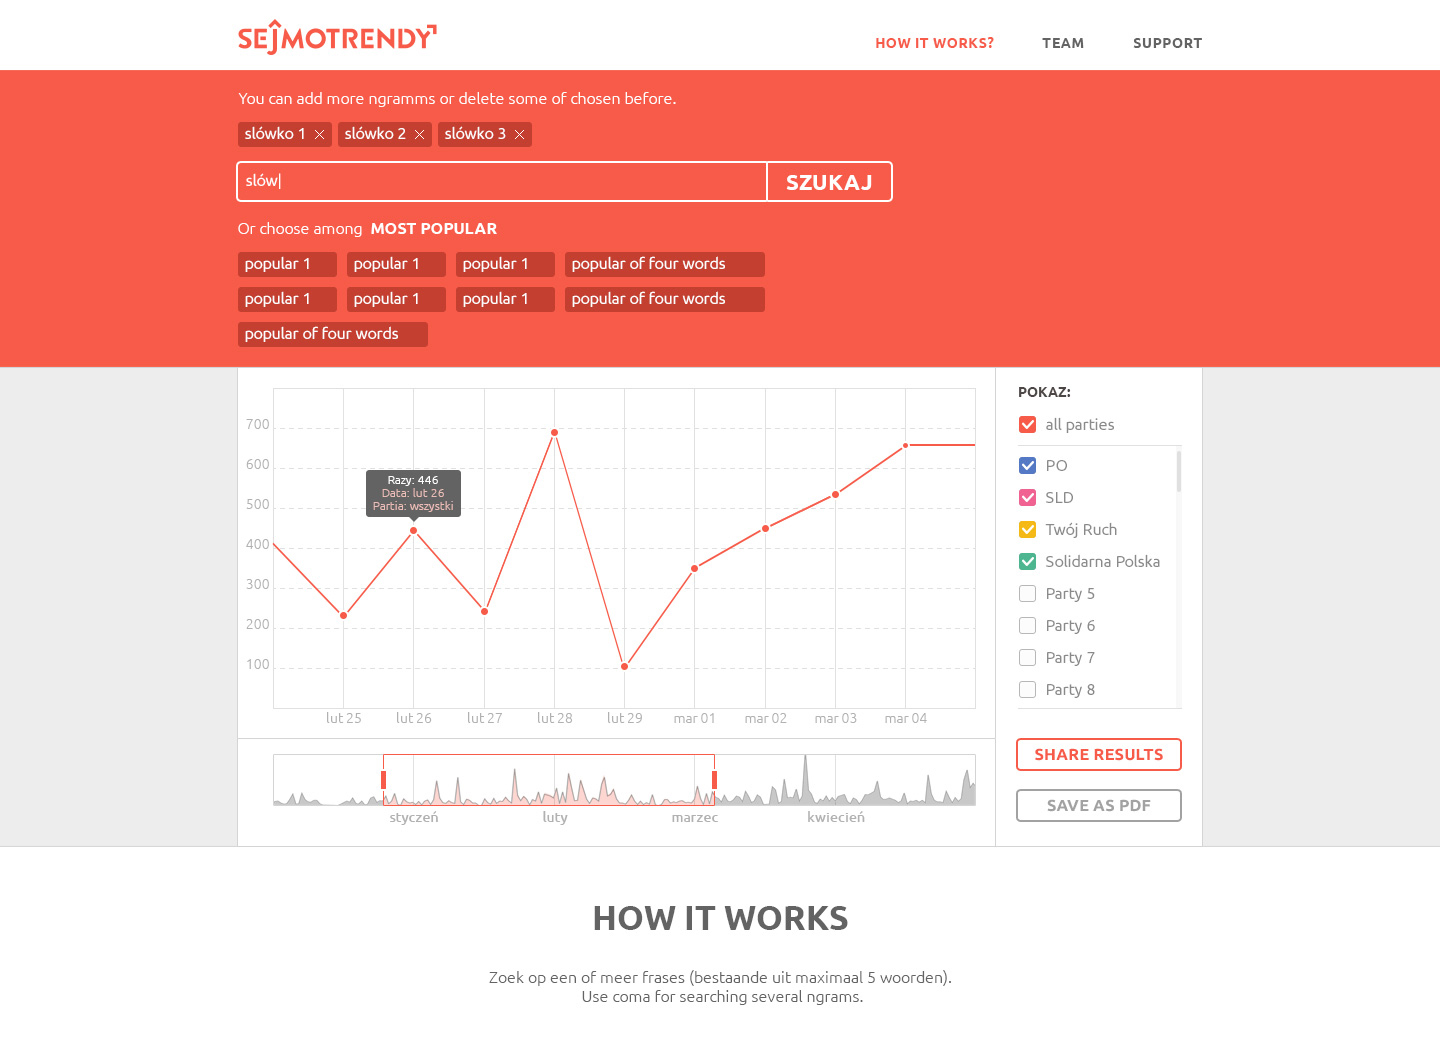 SEJMOTRENDY
HOW IT WORKS? TEAM SUPPORT
You can add more ngramms or delete some of chosen before.
slówko 1 slówko 2 slówko 3
slów
SZUKAJ
Or choose among MOST POPULAR
popular 1 popular 1 popular 1 popular of four words
popular 1 popular 1 popular 1 popular of four words
popular of four words
700
600
500
400
300
200
100
Razy: 446
Data: lut 26
Partia: wszystki
lut 25 lut 26 lut 27 lut 28 lut 29 mar 01 mar 02 mar 03 mar 04
styczeń luty marzec kwiecień
POKAZ:
all parties
PO
SLD
Twój Ruch
Solidarna Polska
Party 5
Party 6
Party 7
Party 8
SHARE RESULTS
SAVE AS PDF
HOW IT WORKS
Zoek op een of meer frases (bestaande uit maximaal 5 woorden).
Use coma for searching several ngrams.